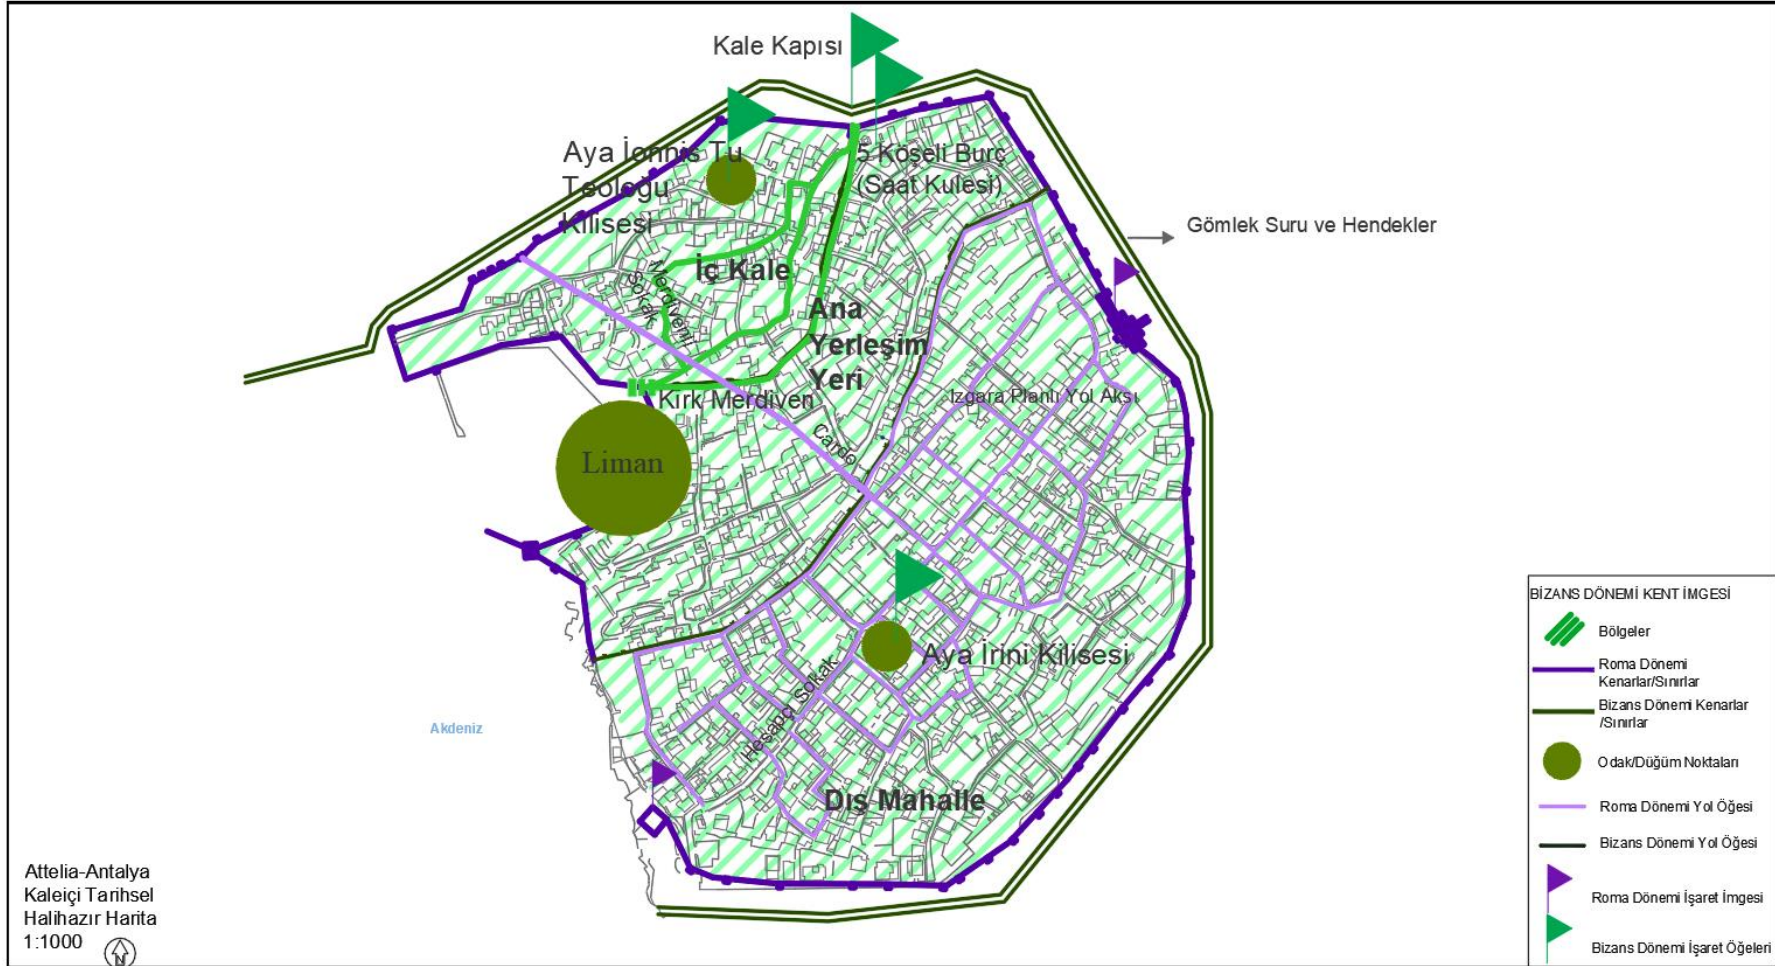 Kale Kapısı
Aya İonnis Tu
Teoloğu
Kilisesi
5 Köşeli Burç
(Saat Kulesi)
Gömlek Suru ve Hendekler
İç Kale
Merdivenli
Sokak
Ana
Yerleşim
Yeri
Kırk Merdiven
Izgara Planlı Yol Aksı
Cardo
Liman
Aya İrini Kilisesi
Hesapçı Sokak
Akdeniz
Dış Mahalle
Attelia-Antalya
Kaleiçi Tarihsel
Halihazır Harita
1:1000
N
BİZANS DÖNEMİ KENT İMGESİ
Bölgeler
Roma Dönemi
Kenarlar/Sınırlar
Bizans Dönemi Kenarlar
/Sınırlar
Odak/Düğüm Noktaları
Roma Dönemi Yol Öğesi
Bizans Dönemi Yol Öğesi
Roma Dönemi İşaret İmgesi
Bizans Dönemi İşaret Öğeleri